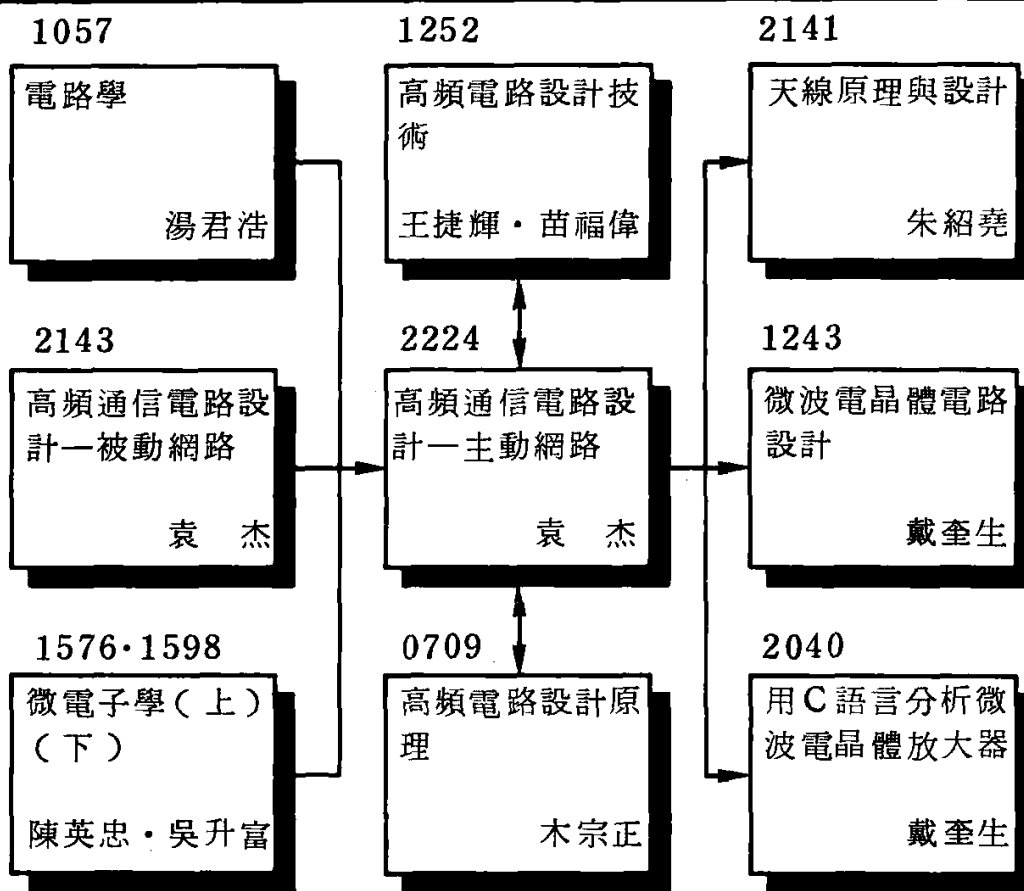 1057
電路學
湯君浩
1252
高頻電路設計技
術
王捷輝・苗福偉
2141
天線原理與設計
朱紹堯
2143
高頻通信電路設
計—被動網路
袁 杰
2224
高頻通信電路設
計—主動網路
袁 杰
1243
微波電晶體電路
設計
戴奎生
1576·1598
微電子學(上)
(下)
陳英忠・吳升富
0709
高頻電路設計原
理
木宗正
2040
用C語言分析微
波電晶體放大器
戴奎生